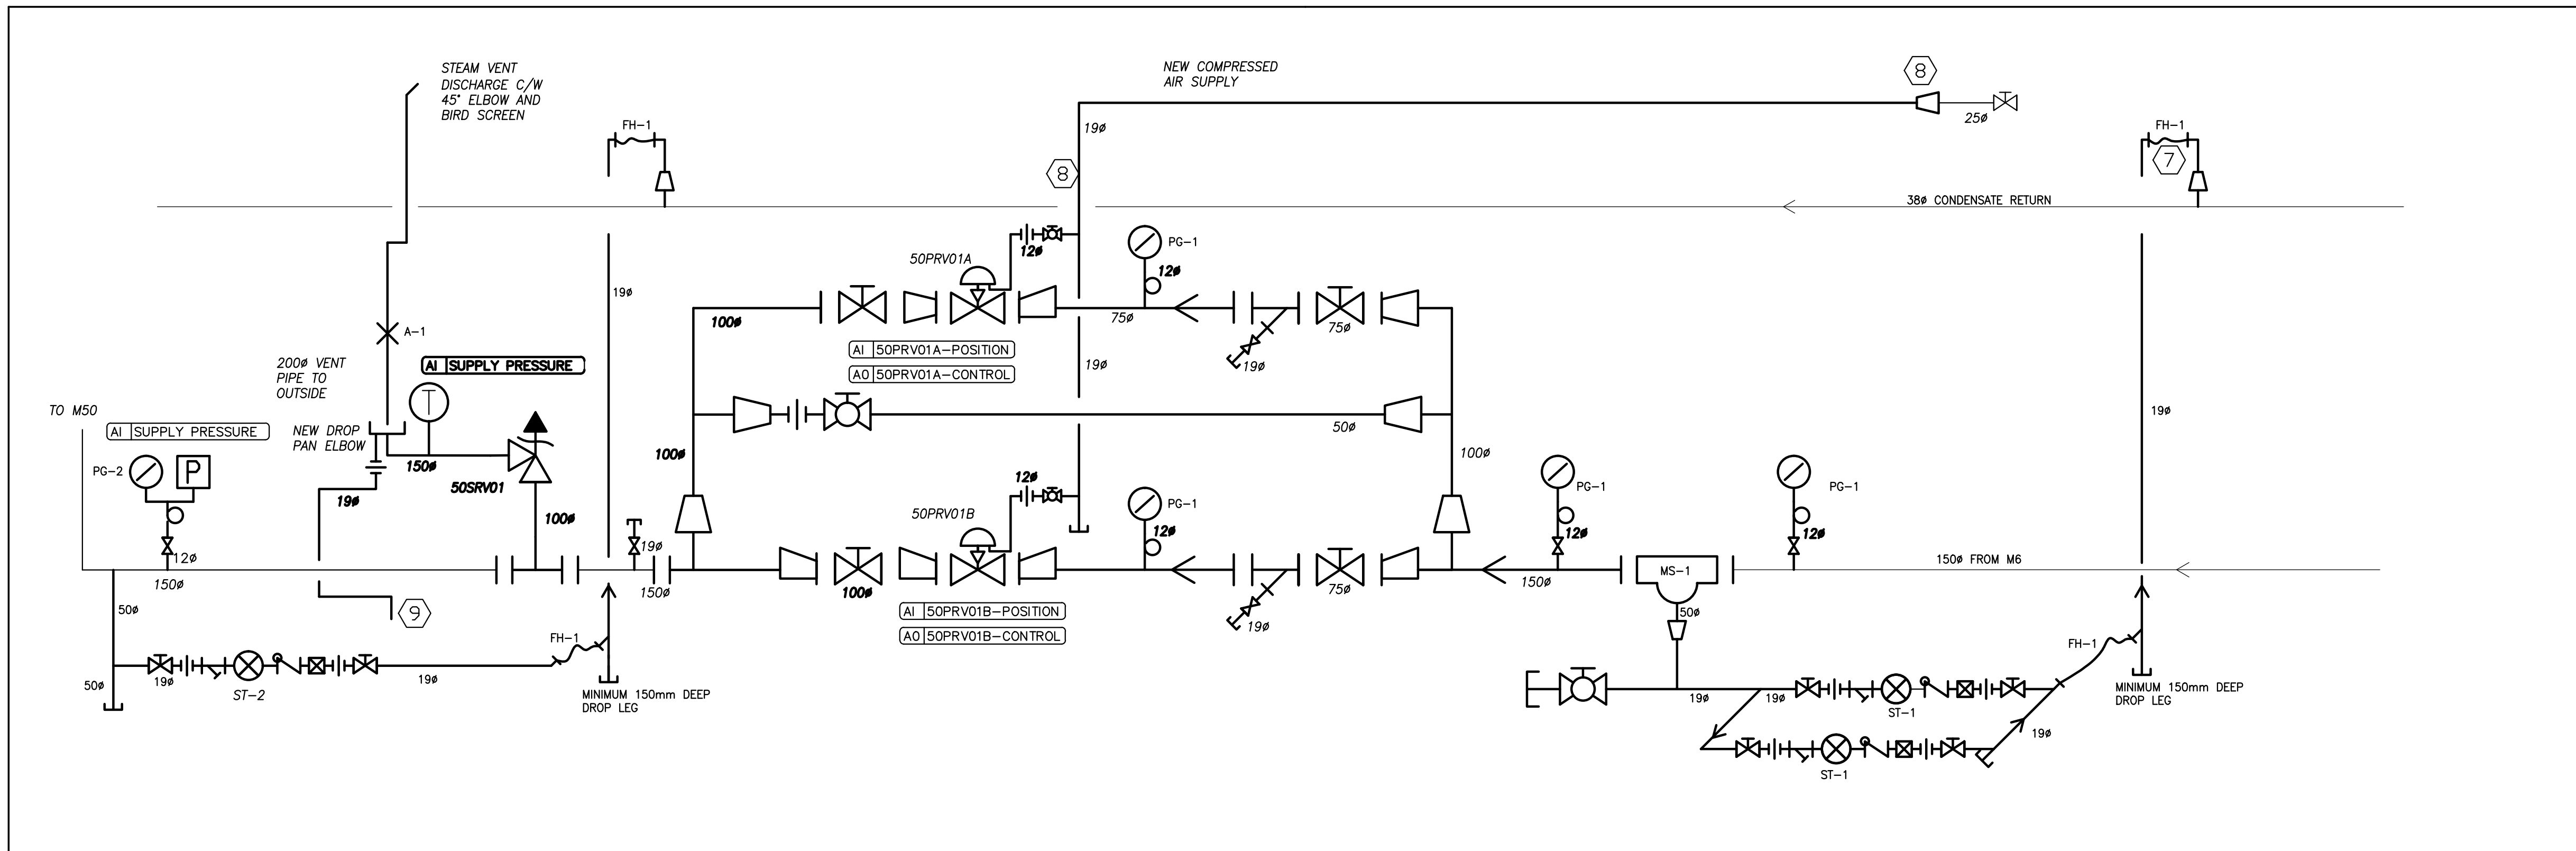 STEAM VENT
DISCHARGE C/W
45° ELBOW AND
BIRD SCREEN
NEW COMPRESSED
AIR SUPPLY
8
25ø
19ø
FH-1
FH-1
7
8
38ø CONDENSATE RETURN
12ø
PG-1
50PRV01A
12ø
19ø
100ø
75ø
75ø
A-1
AI 50PRV01A-POSITION
AO 50PRV01A-CONTROL
19ø
19ø
200ø VENT
PIPE TO
OUTSIDE
AI SUPPLY PRESSURE
T
TO M50
AI SUPPLY PRESSURE
NEW DROP
PAN ELBOW
150ø
50ø
19ø
100ø
100ø
PG-2
P
19ø
50SRV01
100ø
50PRV01B
12ø
PG-1
12ø
PG-1
12ø
PG-1
12ø
12ø
150ø
19ø
150ø
100ø
75ø
150ø
MS-1
150ø FROM M6
50ø
9
AI 50PRV01B-POSITION
AO 50PRV01B-CONTROL
19ø
50ø
FH-1
FH-1
50ø
19ø
ST-2
19ø
MINIMUM 150mm DEEP
DROP LEG
19ø
19ø
ST-1
MINIMUM 150mm DEEP
DROP LEG
19ø
ST-1